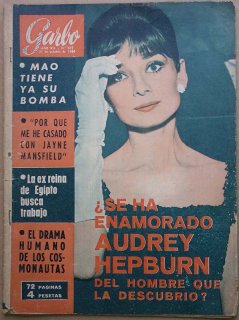 Garbo
• MAO
TIENE
YA SU
BOMBA
• "POR QUE
ME HE CASADO
CON JAYNE
MANSFIELD"
• La ex reina
de Egipto
busca
trabajo
• EL DRAMA
HUMANO
DE LOS COS-
MONAUTAS
72 PAGINAS
4 PESETAS
¿SE HA
ENAMORADO
AUDREY
HEPBURN
DEL HOMBRE QUE
LA DESCUBRIO?